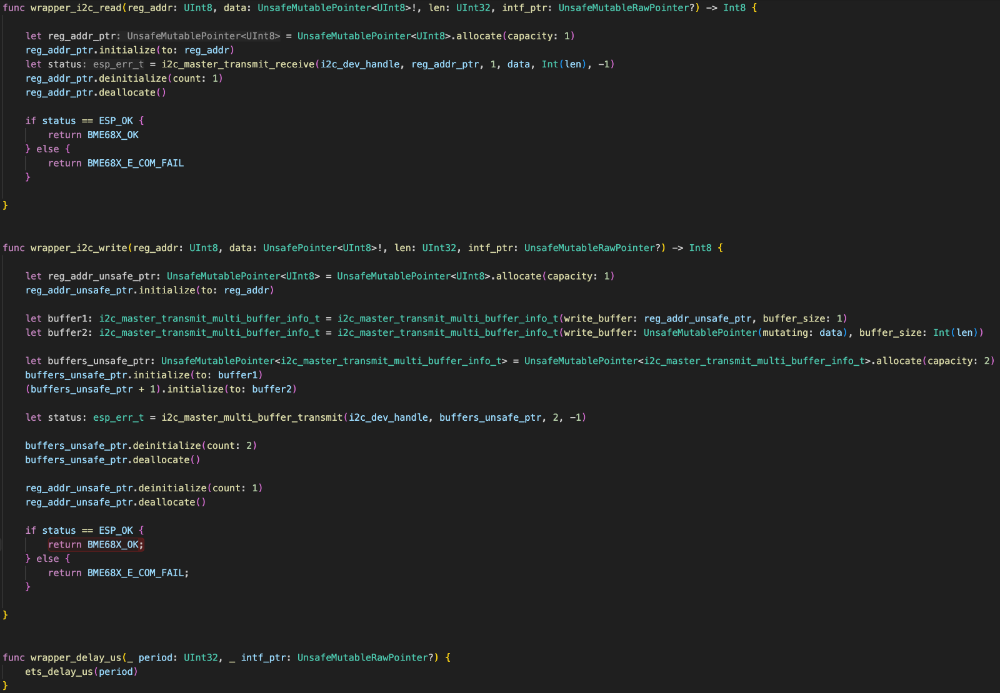 func wrapper_i2c_read(reg_addr: UInt8, data: UnsafeMutablePointer<UInt8>!, len: UInt32, intf_ptr: UnsafeMutableRawPointer?) -> Int8 {
let reg_addr_ptr: UnsafeMutablePointer<UInt8> = UnsafeMutablePointer<UInt8>.allocate(capacity: 1)
reg_addr_ptr.initialize(to: reg_addr)
let status: esp_err_t = i2c_master_transmit_receive(i2c_dev_handle, reg_addr_ptr, 1, data, Int(len), -1)
reg_addr_ptr.deinitialize(count: 1)
reg_addr_ptr.deallocate()
if status == ESP_OK {
return BME68X_OK
} else {
return BME68X_E_COM_FAIL
}
}
func wrapper_i2c_write(reg_addr: UInt8, data: UnsafePointer<UInt8>!, len: UInt32, intf_ptr: UnsafeMutableRawPointer?) -> Int8 {
let reg_addr_unsafe_ptr: UnsafeMutablePointer<UInt8> = UnsafeMutablePointer<UInt8>.allocate(capacity: 1)
reg_addr_unsafe_ptr.initialize(to: reg_addr)
let buffer1: i2c_master_transmit_multi_buffer_info_t = i2c_master_transmit_multi_buffer_info_t(write_buffer: reg_addr_unsafe_ptr, buffer_size: 1)
let buffer2: i2c_master_transmit_multi_buffer_info_t = i2c_master_transmit_multi_buffer_info_t(write_buffer: UnsafeMutablePointer(mutating: data), buffer_size: Int(len))
let buffers_unsafe_ptr: UnsafeMutablePointer<i2c_master_transmit_multi_buffer_info_t> = UnsafeMutablePointer<i2c_master_transmit_multi_buffer_info_t>.allocate(capacity: 2)
buffers_unsafe_ptr.initialize(to: buffer1)
(buffers_unsafe_ptr + 1).initialize(to: buffer2)
let status: esp_err_t = i2c_master_multi_buffer_transmit(i2c_dev_handle, buffers_unsafe_ptr, 2, -1)
buffers_unsafe_ptr.deinitialize(count: 2)
buffers_unsafe_ptr.deallocate()
reg_addr_unsafe_ptr.deinitialize(count: 1)
reg_addr_unsafe_ptr.deallocate()
if status == ESP_OK {
return BME68X_OK;
} else {
return BME68X_E_COM_FAIL;
}
}
func wrapper_delay_us(_ period: UInt32, _ intf_ptr: UnsafeMutableRawPointer?) {
ets_delay_us(period)
}